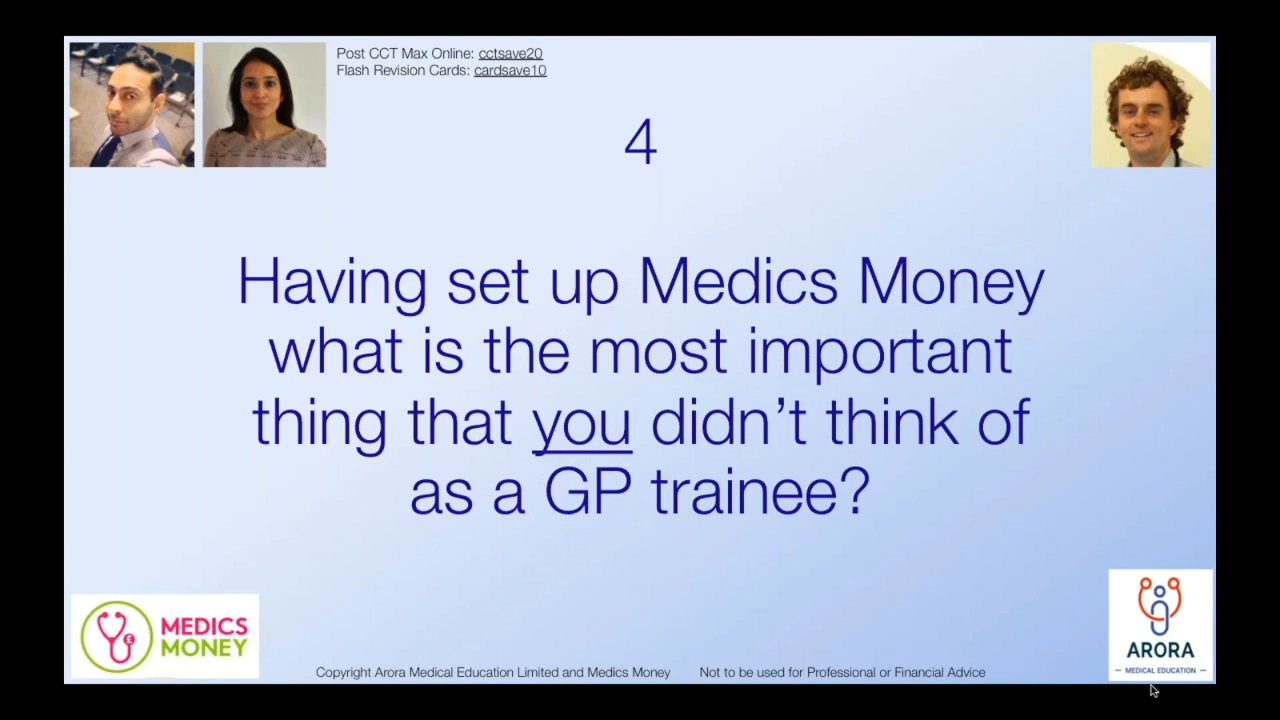 Post CCT Max Online: cctsave20
Flash Revision Cards: cardsave10
4
Having set up Medics Money
what is the most important
thing that you didn't think of
as a GP trainee?
MEDICS
MONEY
£
ARORA
– MEDICAL EDUCATION –
Copyright Arora Medical Education Limited and Medics Money
Not to be used for Professional or Financial Advice